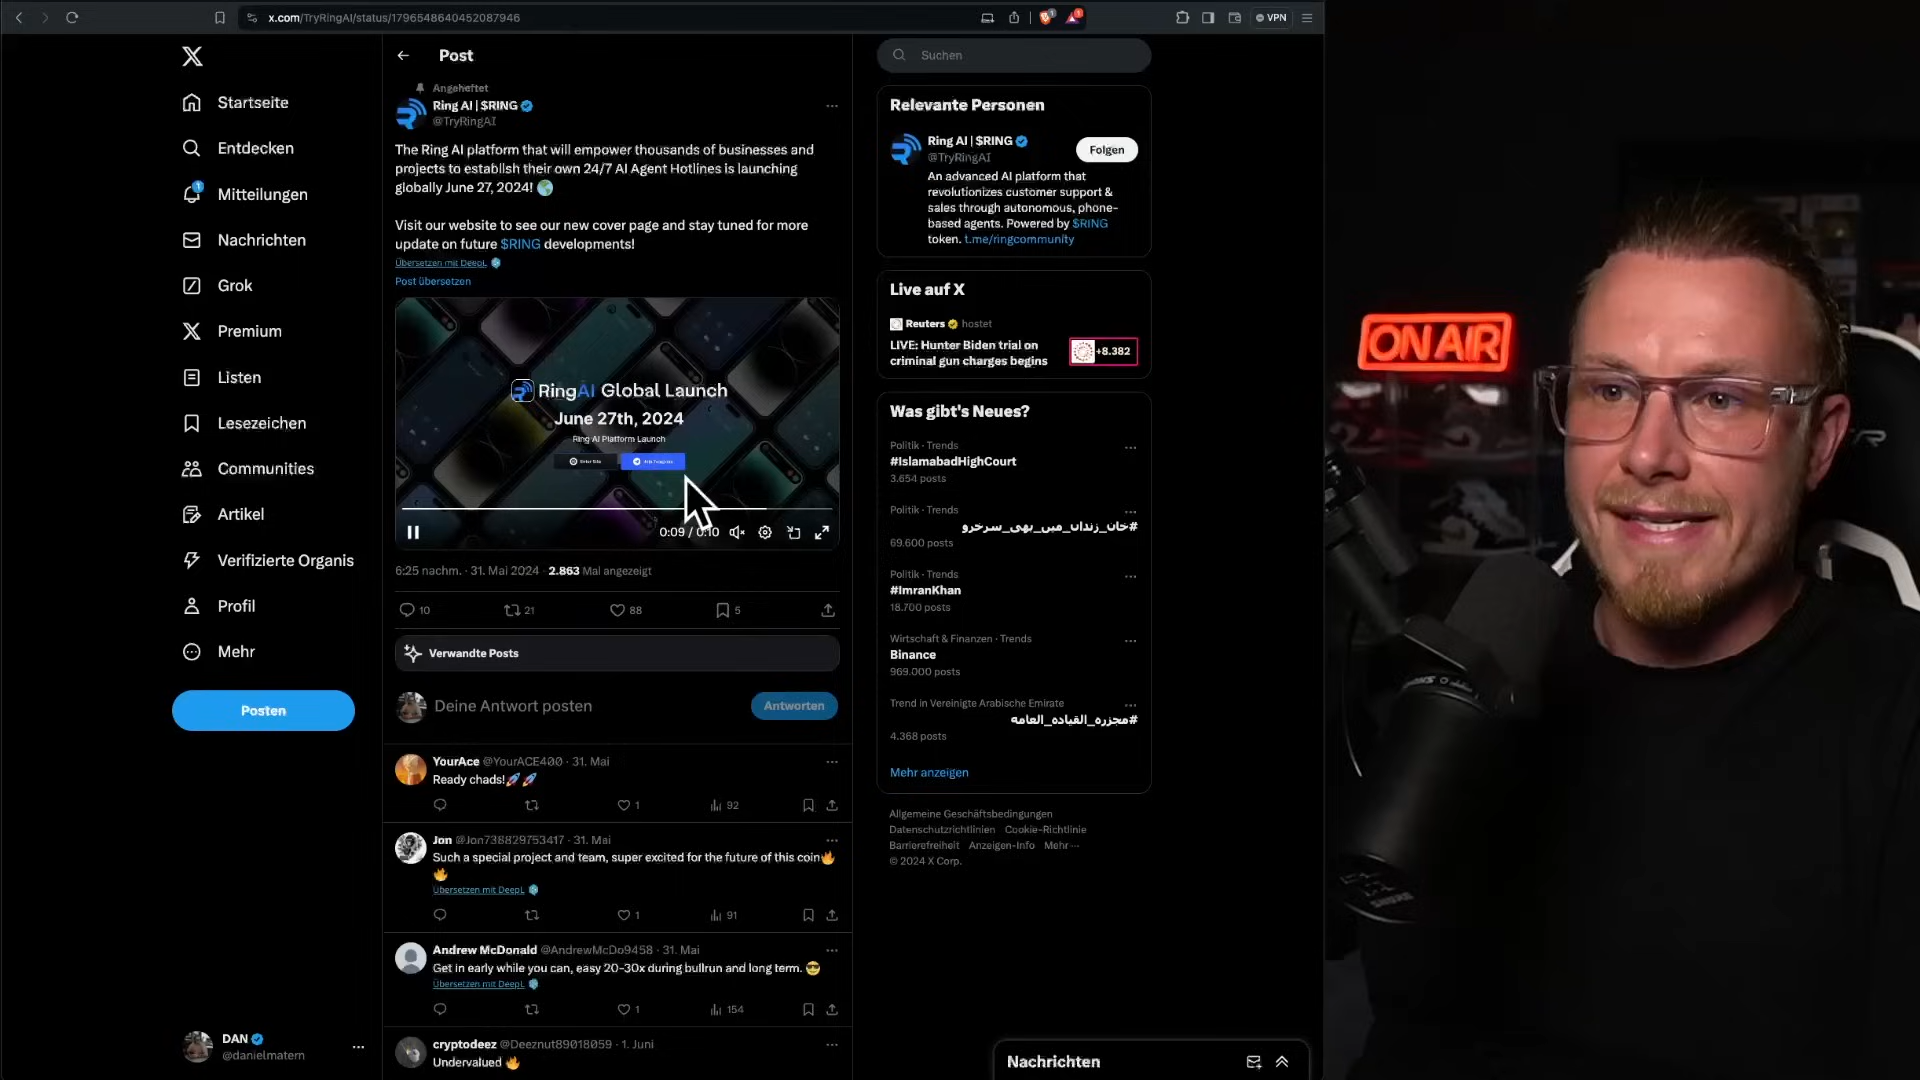 x.com/TryRingAI/status/1796548640452087946
VPN
Startseite
Entdecken
Mitteilungen
Nachrichten
Grok
Premium
Listen
Lesezeichen
Communities
Artikel
Verifizierte Organis
Profil
Mehr
Posten
DAN
@danielmatern
Post
Angeheftet
Ring AI | $RING
@TryRingAI
The Ring AI platform that will empower thousands of businesses and
projects to establish their own 24/7 AI Agent Hotlines is launching
globally June 27, 2024!
Visit our website to see our new cover page and stay tuned for more
update on future $RING developments!
Übersetzen mit DeepL
Post übersetzen
RingAI Global Launch
June 27th, 2024
Ring AI Platform Launch
0:09 / 0:10
6:25 nachm. · 31. Mai 2024 · 2.863 Mal angezeigt
10 21 88 5
Verwandte Posts
Deine Antwort posten
Antworten
YourAce @YourACE400 · 31. Mai
Ready chads!
1 92
Jon @Jon738829753417 · 31. Mai
Such a special project and team, super excited for the future of this coin
Übersetzen mit DeepL
1 91
Andrew McDonald @AndrewMcDo9458 · 31. Mai
Get in early while you can, easy 20-30x during bullrun and long term.
Übersetzen mit DeepL
1 154
cryptodeez @Deeznut89018059 · 1. Juni
Undervalued
Suchen
Relevante Personen
Ring AI | $RING
@TryRingAI
Folgen
An advanced AI platform that
revolutionizes customer support &
sales through autonomous, phone-
based agents. Powered by $RING
token. t.me/ringcommunity
Live auf X
Reuters hostet
LIVE: Hunter Biden trial on
criminal gun charges begins
+8.382
Was gibt's Neues?
Politik · Trends
#IslamabadHighCourt
3.654 posts
Politik · Trends
#خان_زنداں_میں_بھی_سرخرو
69.600 posts
Politik · Trends
#ImranKhan
18.700 posts
Wirtschaft & Finanzen · Trends
Binance
969.000 posts
Trend in Vereinigte Arabische Emirate
#مجزره_القياده_العامه
4.368 posts
Mehr anzeigen
Allgemeine Geschäftsbedingungen
Datenschutzrichtlinien Cookie-Richtlinie
Barrierefreiheit Anzeigen-Info Mehr ···
© 2024 X Corp.
Nachrichten
ON AIR